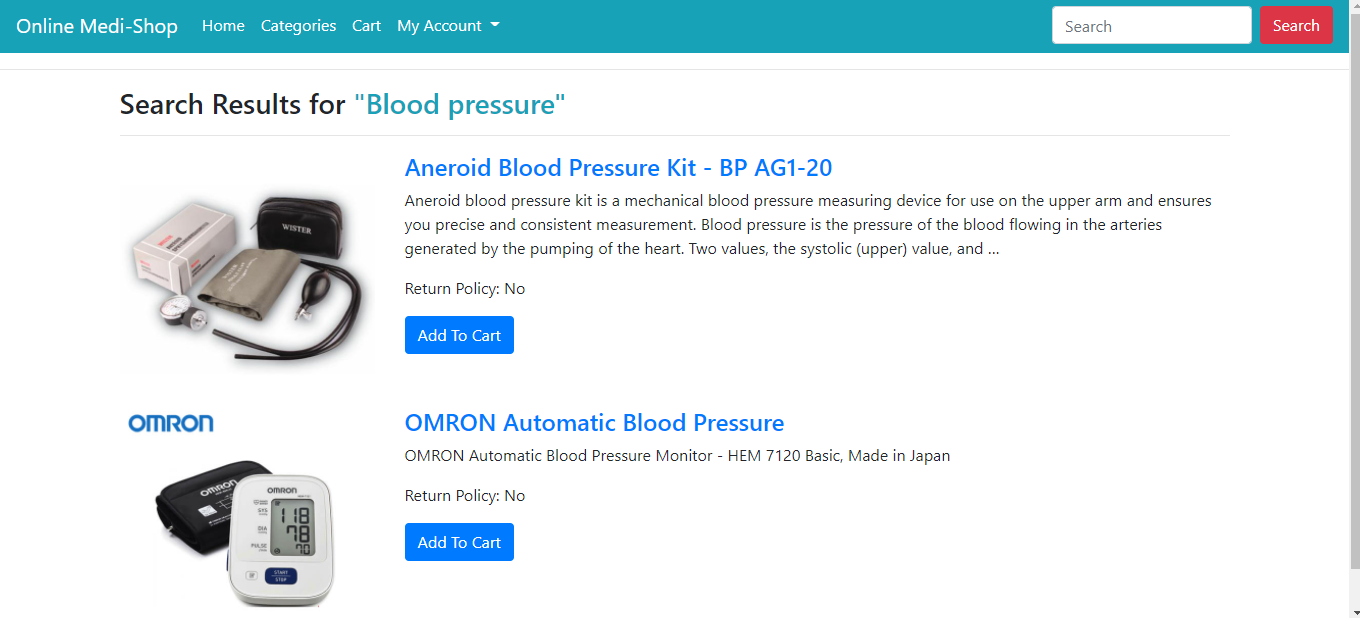 Online Medi-Shop Home Categories Cart My Account Search Search
Search Results for "Blood pressure"
Aneroid Blood Pressure Kit - BP AG1-20
Aneroid blood pressure kit is a mechanical blood pressure measuring device for use on the upper arm and ensures
you precise and consistent measurement. Blood pressure is the pressure of the blood flowing in the arteries
generated by the pumping of the heart. Two values, the systolic (upper) value, and ...
Return Policy: No
Add To Cart
WISTER
OMRON
OMRON Automatic Blood Pressure
OMRON Automatic Blood Pressure Monitor - HEM 7120 Basic, Made in Japan
Return Policy: No
Add To Cart
OMRON
OMRON
SYS
118
DIA
78
PULSE
70
START
STOP